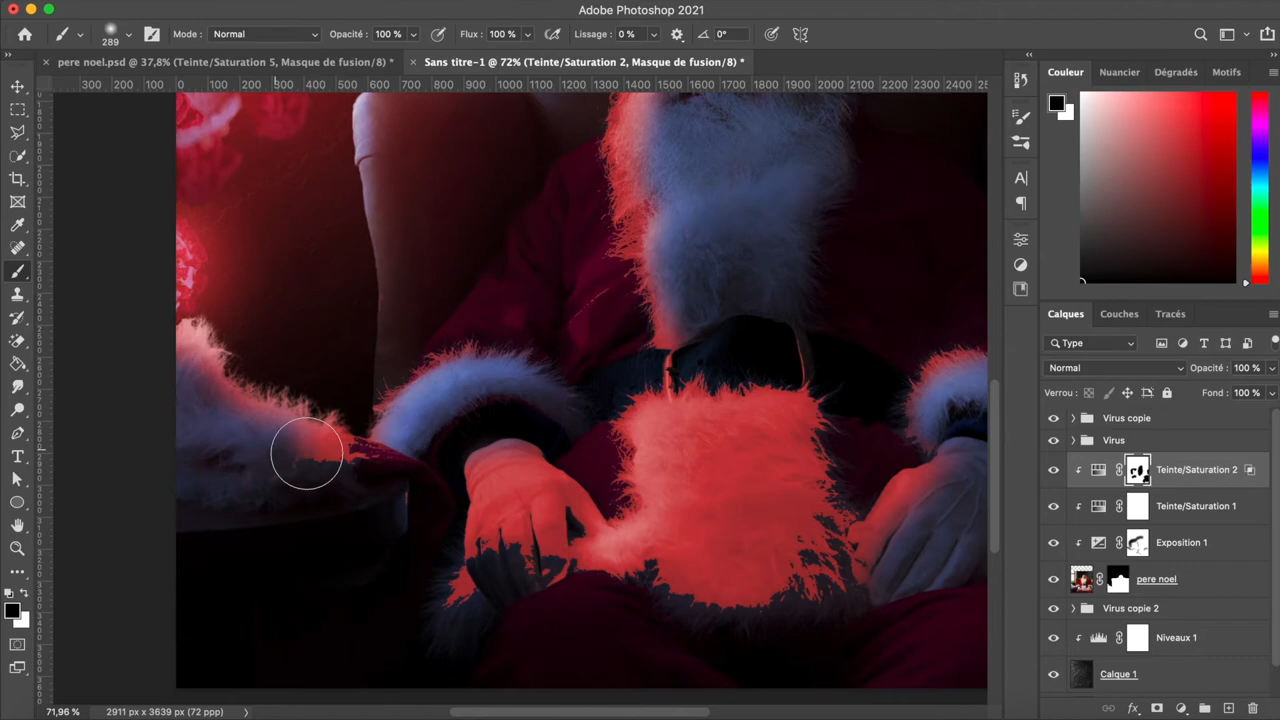 Adobe Photoshop 2021
289
Mode : Normal
Opacité : 100 %
Flux : 100 %
Lissage : 0 %
0°
pere noel.psd @ 37,8% (Teinte/Saturation 5, Masque de fusion/8) *
Sans titre-1 @ 72% (Teinte/Saturation 2, Masque de fusion/8) *
300 200 100 0 100 200 300 400 500 600 700 800 900 1000 1100 1200 1300 1400 1500 1600 1700 1800 1900 2000 2100 2200 2300 2400
Couleur Nuancier Dégradés Motifs
Calques Couches Tracés
Type
Normal Opacité : 100 %
Verrou : Fond : 100 %
Virus copie
Virus
Teinte/Saturation 2
Teinte/Saturation 1
Exposition 1
pere noel
Virus copie 2
Niveaux 1
Calque 1
71,96 % 2911 px x 3639 px (72 ppp)